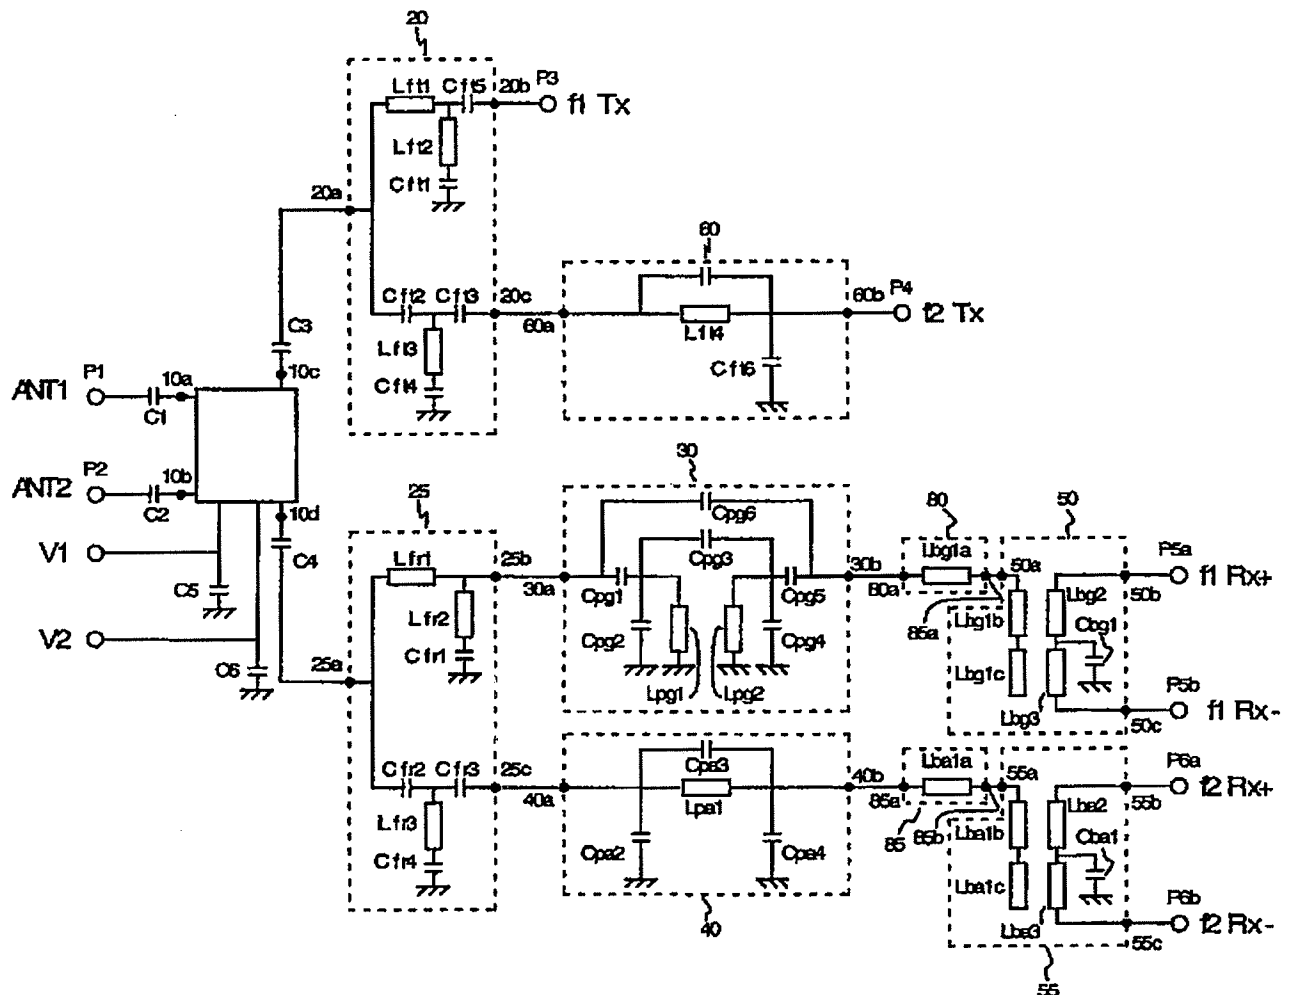 20
Lft1
Cft5
20b
P3
f1 Tx
Lft2
Cft1
20a
60
Cft2
Cft3
20c
60a
60b
P4
f2 Tx
Lft4
Lft3
Cft6
Cft4
C3
10c
ANT1
P1
10a
C1
ANT2
P2
10b
C2
10d
C4
V1
C5
V2
C6
25
Lfr1
25b
30a
Lfr2
Cfr1
25a
30
Cpg6
Cpg3
Cpg1
Cpg5
30b
Cpg2
Cpg4
Lpg1
Lpg2
80
80a
Lbg1a
50
50a
85a
Lbg1b
Lbg2
Cbg1
Lbg1c
Lbg3
P5a
f1 Rx+
50b
P5b
f1 Rx-
50c
Cfr2
Cfr3
25c
40a
Lfr3
Cfr4
Cpa3
Lpa1
40b
Cpa2
Cpa4
40
85a
Lba1a
85
85b
55a
Lba1b
Lba2
Cba1
Lba1c
Lba3
P6a
f2 Rx+
55b
P6b
f2 Rx-
55c
55